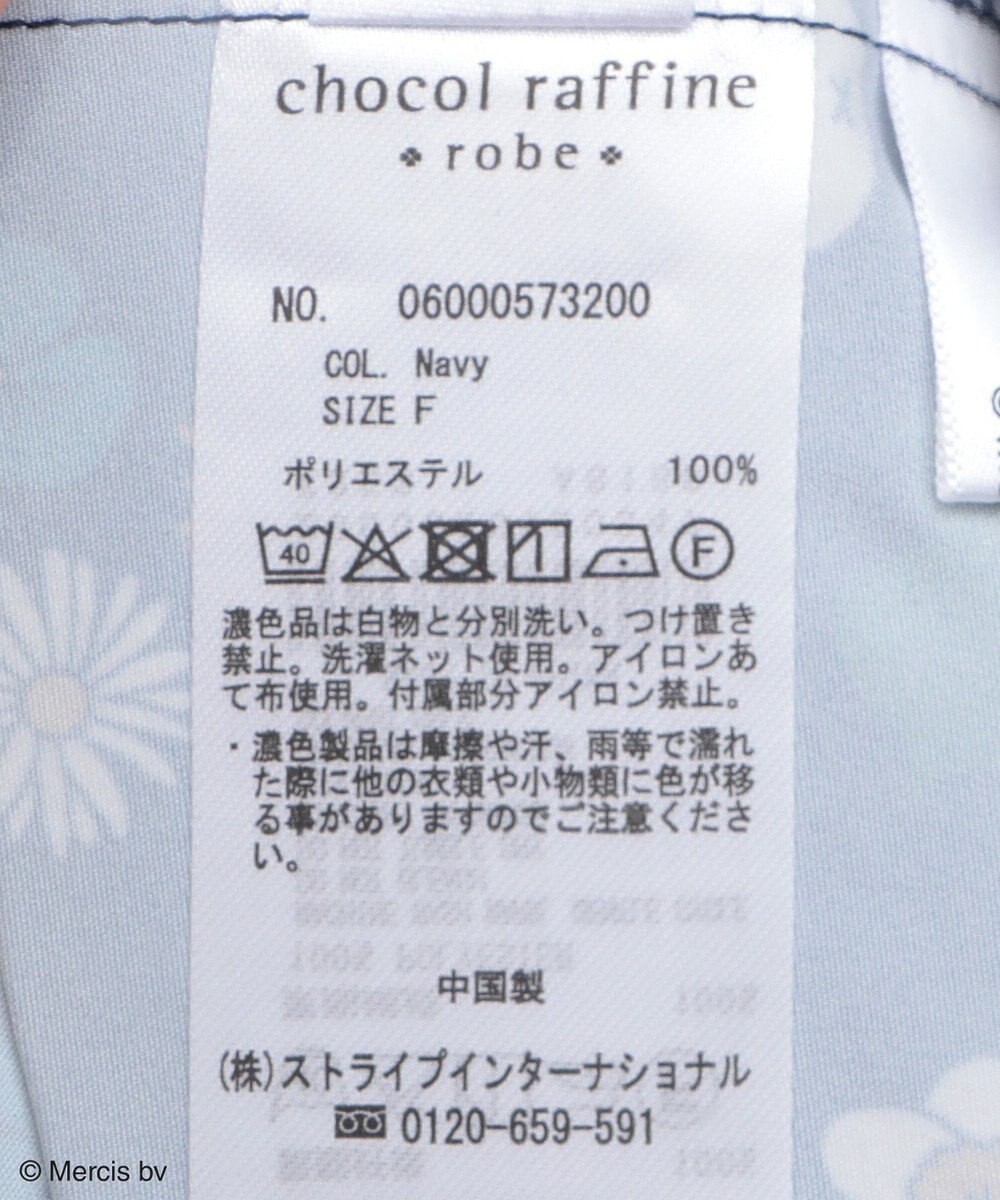 chocol raffine
robe
NO. 06000573200
COL. Navy
SIZE F
ポリエステル 100%
40
F
濃色品は白物と分別洗い。つけ置き
禁止。洗濯ネット使用。アイロンあ
て布使用。付属部分アイロン禁止。
・濃色製品は摩擦や汗、雨等で濡れ
た際に他の衣類や小物類に色が移
る事がありますのでご注意くださ
い。
中国製
(株)ストライプインターナショナル
0120-659-591
© Mercis bv